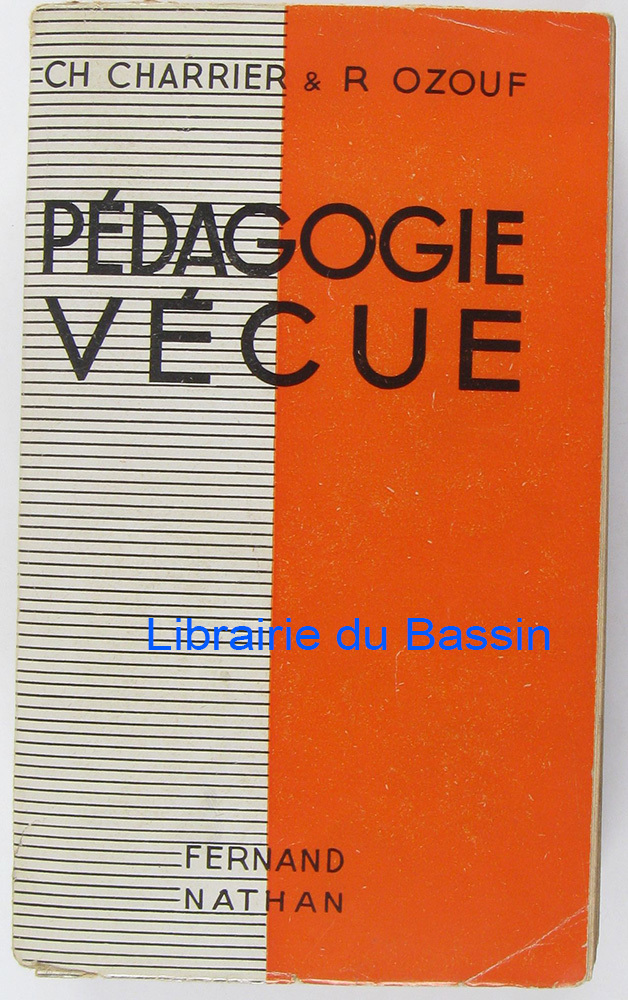 CH CHARRIER & R OZOUF
PÉDAGOGIE
VÉCUE
Librairie du Bassin
FERNAND
NATHAN